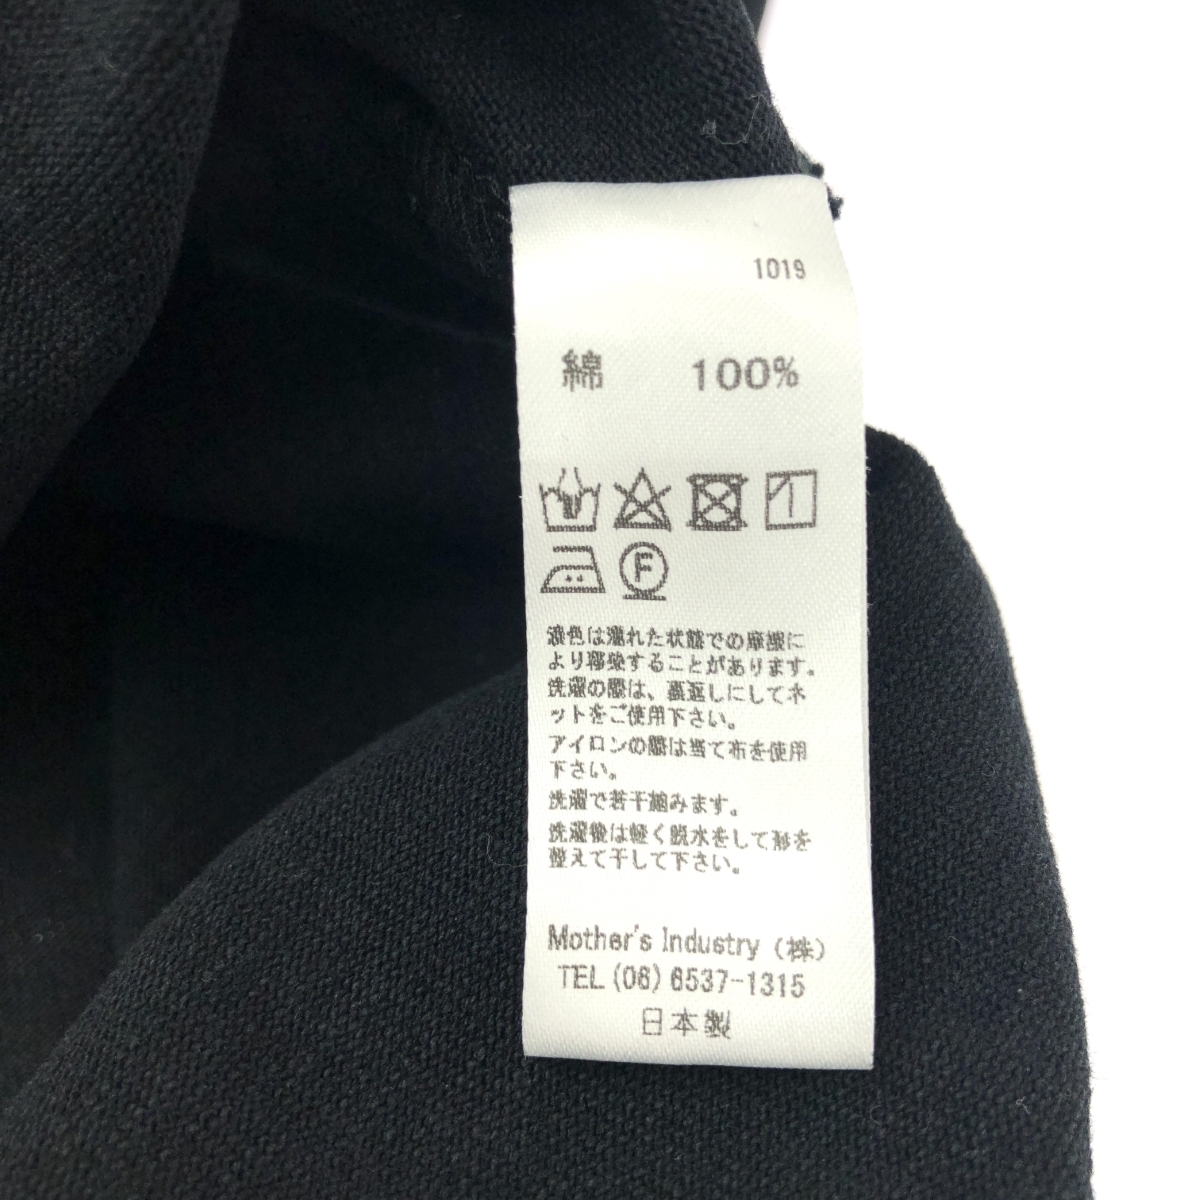 1019
綿 100%
F
濃色は濡れた状態での摩擦に
より移染することがあります。
洗濯の際は、裏返しにしてネ
ットをご使用下さい。
アイロンの際は当て布を使用
下さい。
洗濯で若干縮みます。
洗濯後は軽く脱水をして形を
整えて干して下さい。
Mother's Industry (株)
TEL (06) 6537-1315
日本製